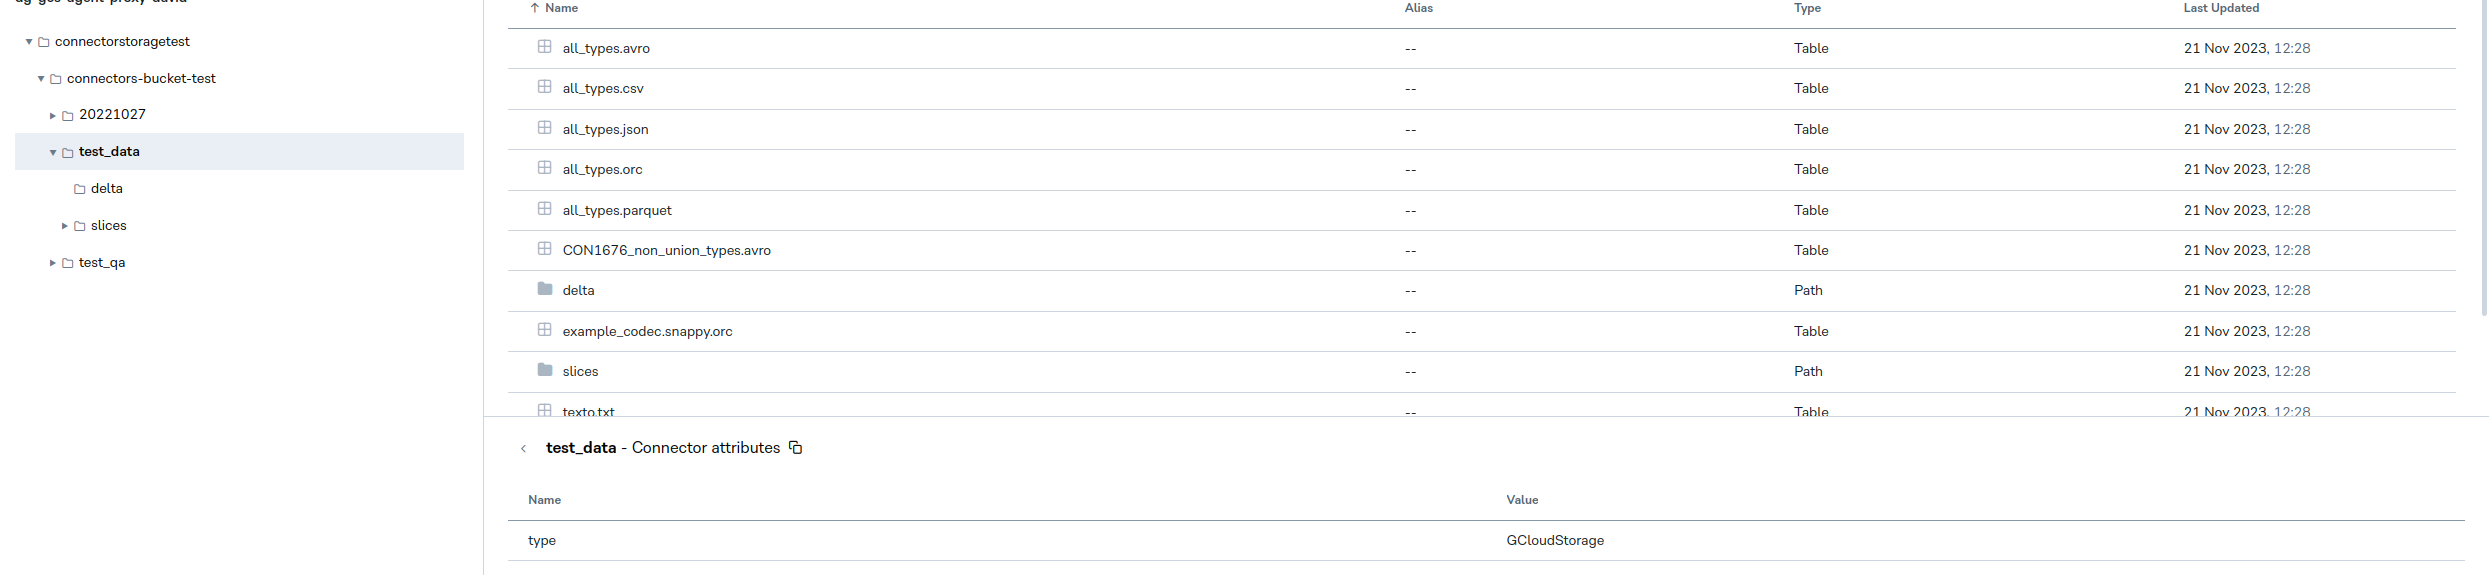 connectorstoragetest
connectors-bucket-test
20221027
test_data
delta
slices
test_qa
Name Alias Type Last Updated
all_types.avro -- Table 21 Nov 2023, 12:28
all_types.csv -- Table 21 Nov 2023, 12:28
all_types.json -- Table 21 Nov 2023, 12:28
all_types.orc -- Table 21 Nov 2023, 12:28
all_types.parquet -- Table 21 Nov 2023, 12:28
CON1676_non_union_types.avro -- Table 21 Nov 2023, 12:28
delta -- Path 21 Nov 2023, 12:28
example_codec.snappy.orc -- Table 21 Nov 2023, 12:28
slices -- Path 21 Nov 2023, 12:28
texto.txt -- Table 21 Nov 2023, 12:28
test_data - Connector attributes
Name Value
type GCloudStorage